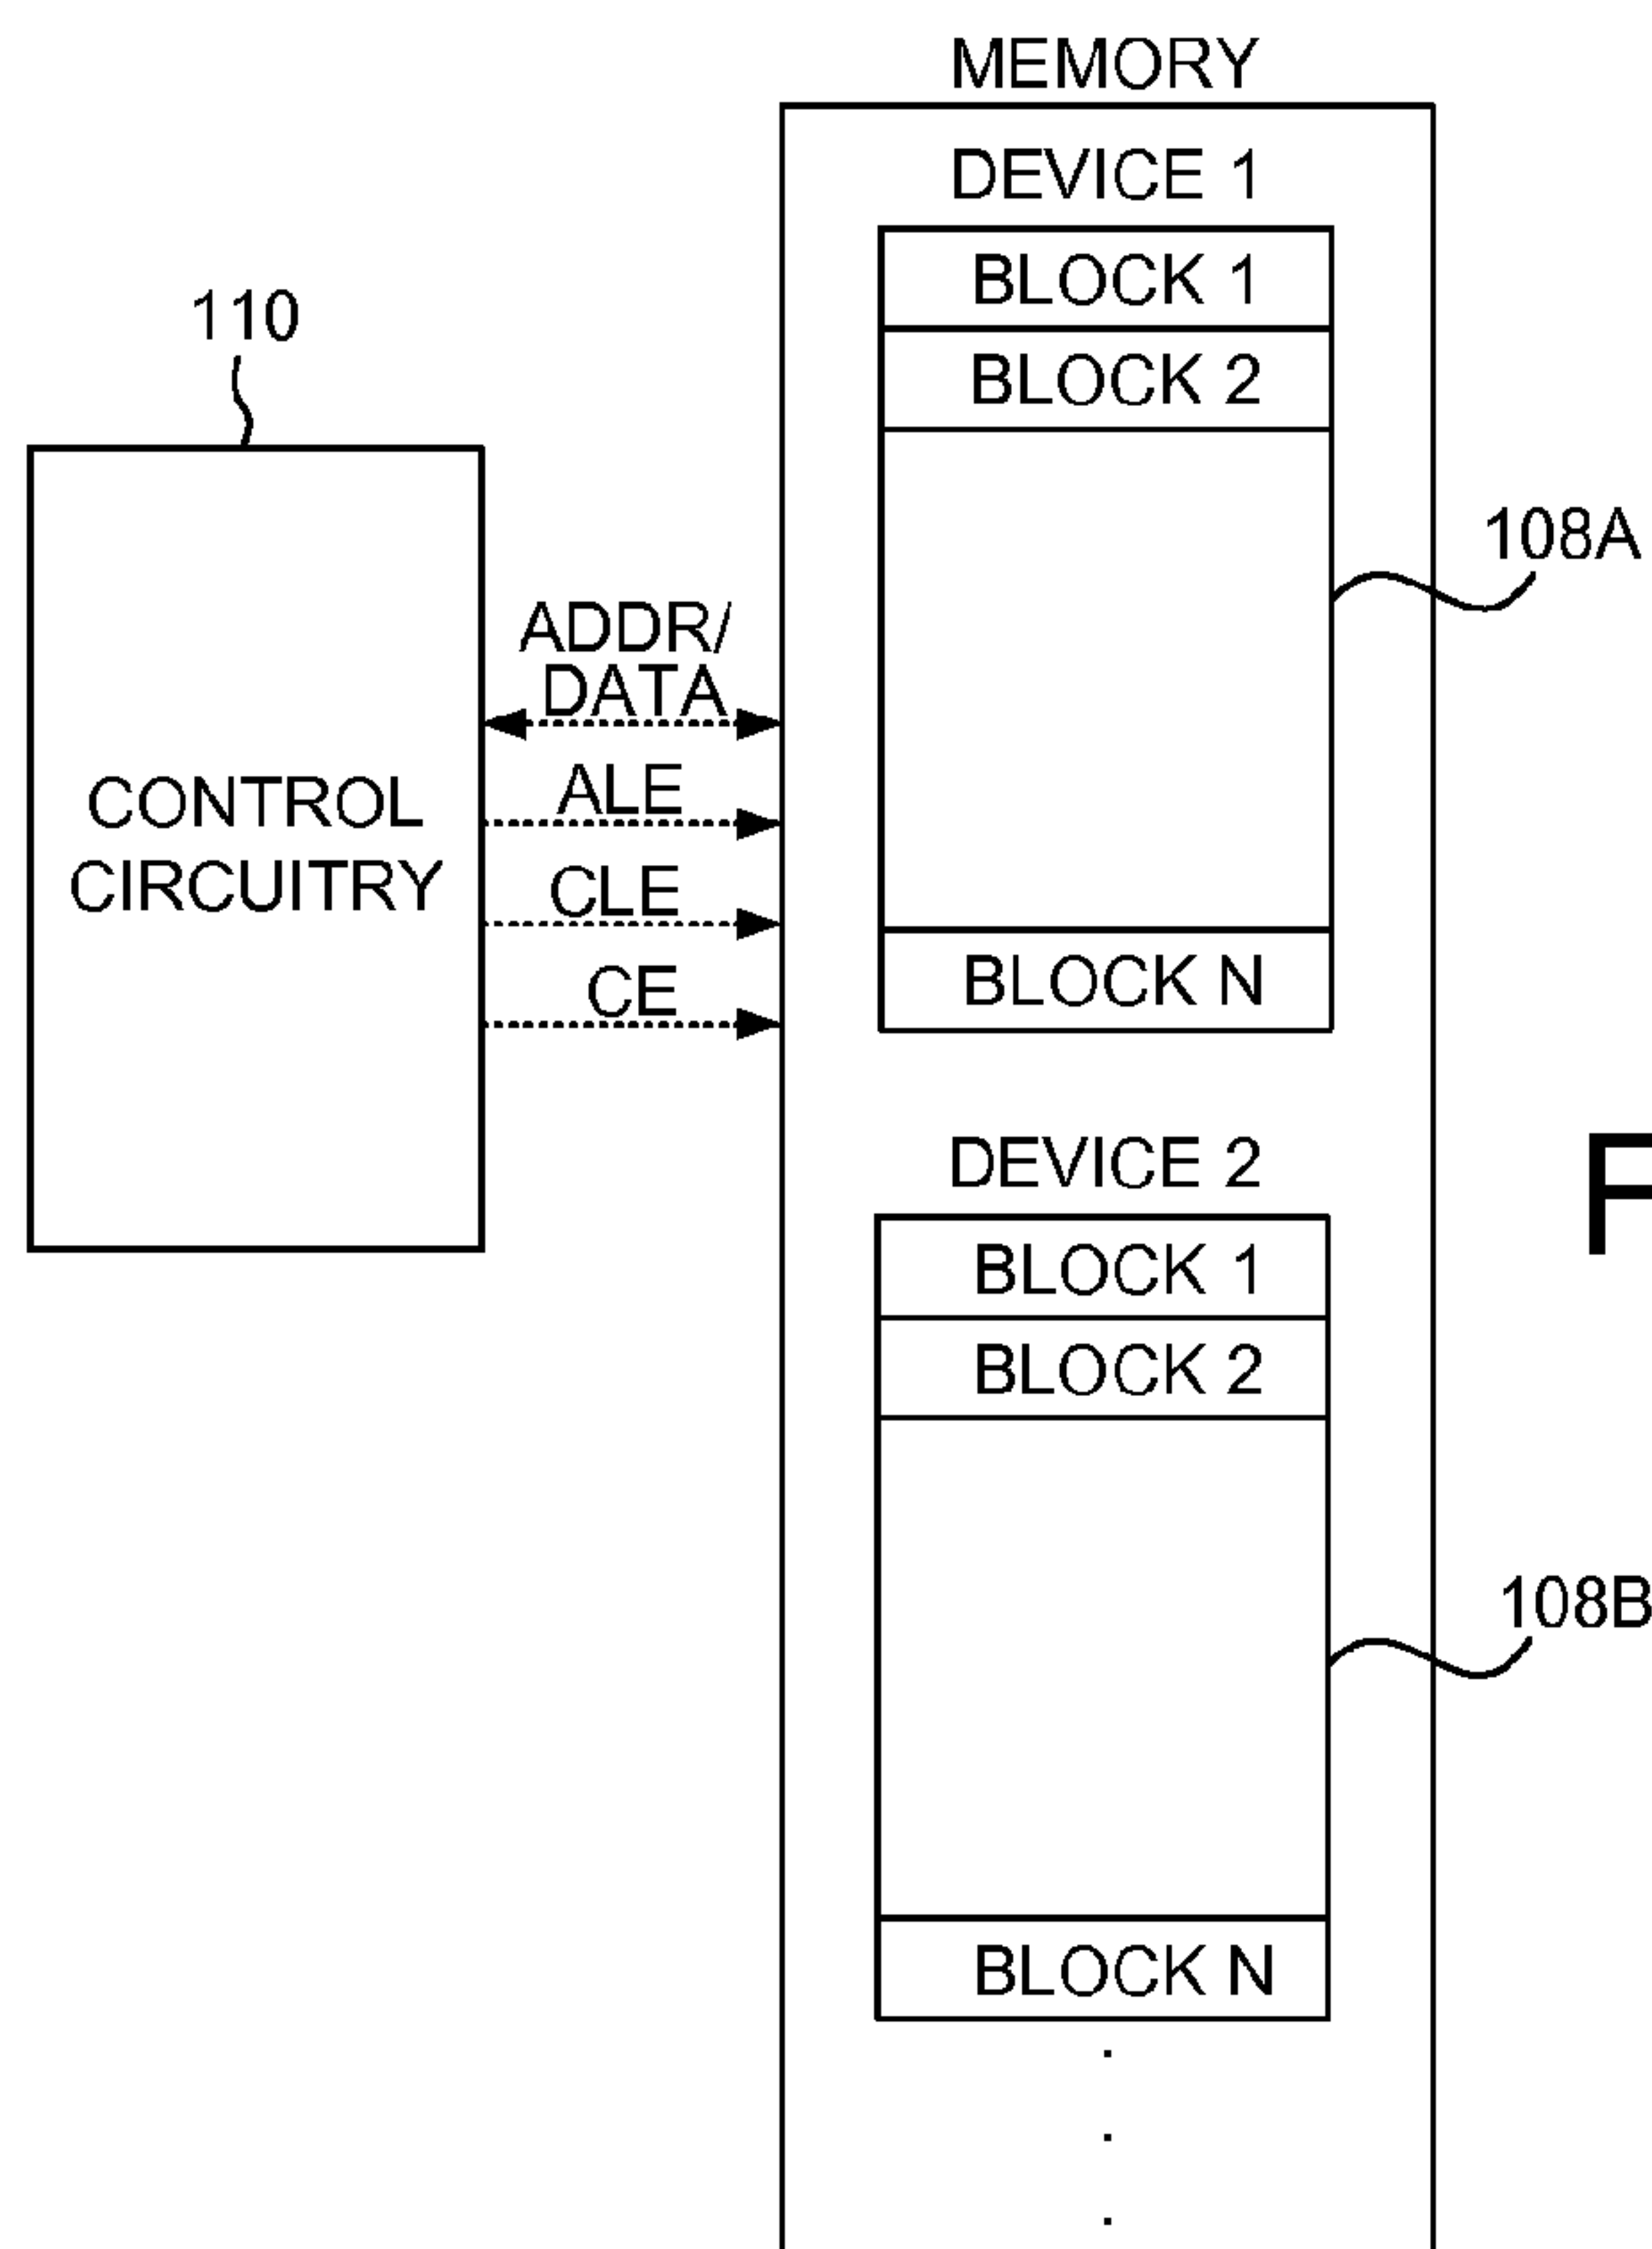 MEMORY
DEVICE 1
BLOCK 1
BLOCK 2
110
108A
ADDR/
DATA
ALE
CONTROL
CIRCUITRY
CLE
CE
BLOCK N
DEVICE 2
F
BLOCK 1
BLOCK 2
108B
BLOCK N